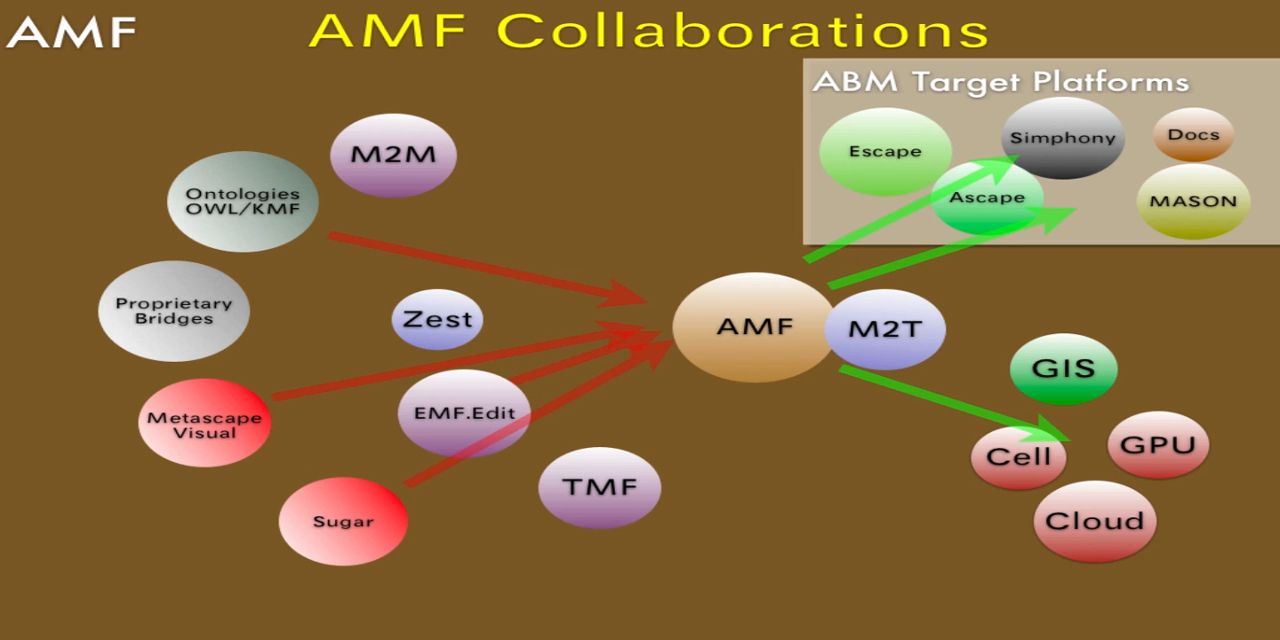 AMF
AMF Collaborations
ABM Target Platforms
Escape
Simphony
Docs
Ascape
MASON
M2M
Ontologies
OWL/KMF
Proprietary
Bridges
Zest
AMF
M2T
Metascape
Visual
EMF.Edit
GIS
TMF
Cell
GPU
Sugar
Cloud